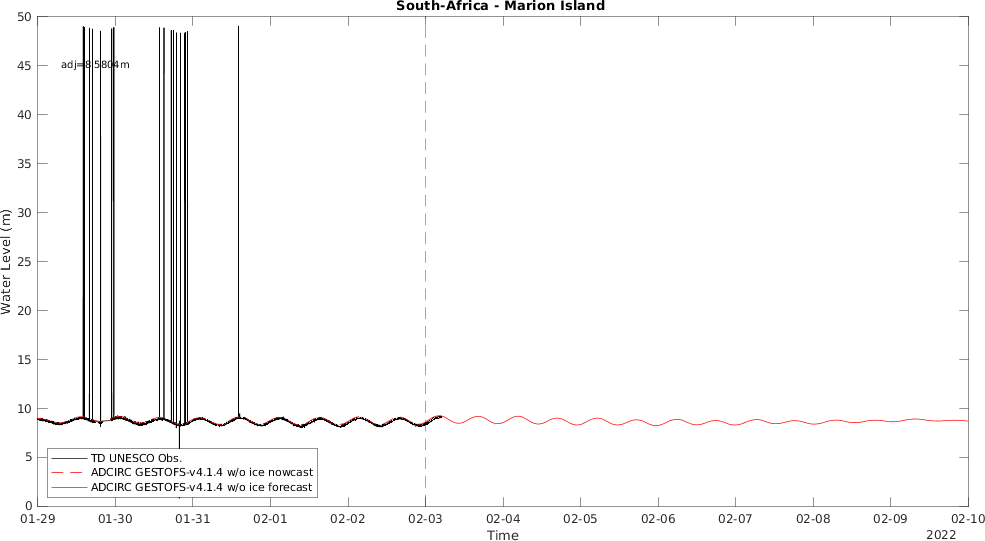 South-Africa - Marion Island
50
45
40
35
30
25
20
15
10
5
0
Water Level (m)
adj=8.5804m
TD UNESCO Obs.
ADCIRC GESTOFS-v4.1.4 w/o ice nowcast
ADCIRC GESTOFS-v4.1.4 w/o ice forecast
01-29 01-30 01-31 02-01 02-02 02-03 02-04 02-05 02-06 02-07 02-08 02-09 02-10
Time
2022